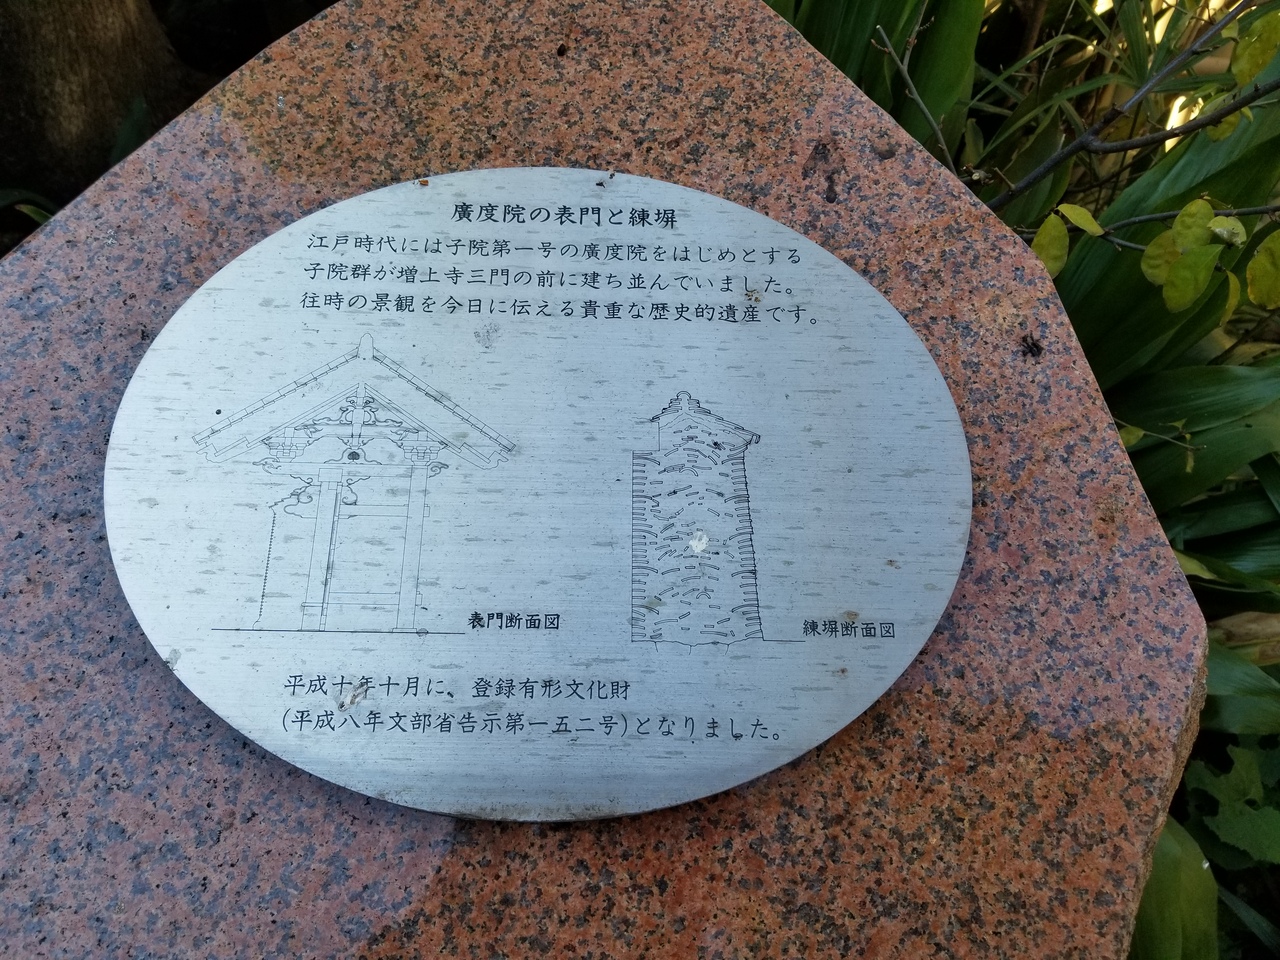 廣度院の表門と練塀
江戸時代には子院第一号の廣度院をはじめとする
子院群が増上寺三門の前に建ち並んでいました。
往時の景観を今日に伝える貴重な歴史的遺産です。
表門断面図
練塀断面図
平成十年十月に、登録有形文化財
(平成八年文部省告示第一五二号)となりました。